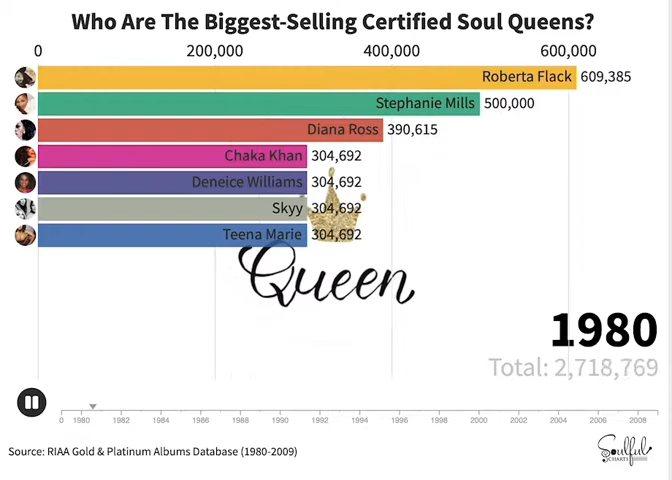 Who Are The Biggest-Selling Certified Soul Queens?
0 200,000 400,000 600,000
Roberta Flack 609,385
Stephanie Mills 500,000
Diana Ross 390,615
Chaka Khan 304,692
Deneice Williams 304,692
Skyy 304,692
Teena Marie 304,692
Queen
1980
Total: 2,718,769
0 1980 1982 1984 1986 1988 1990 1992 1994 1996 1998 2000 2002 2004 2006 2008
Source: RIAA Gold & Platinum Albums Database (1980-2009)
Soulful
CHARTS